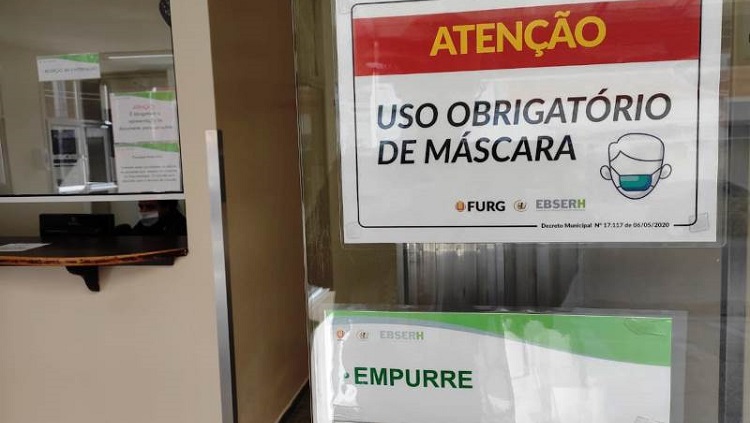 ATENÇÃO
USO OBRIGATÓRIO
DE MÁSCARA
FURG EBSERH
Decreto Municipal Nº 17.117 de 06/05/2020
EBSERH
EMPURRE